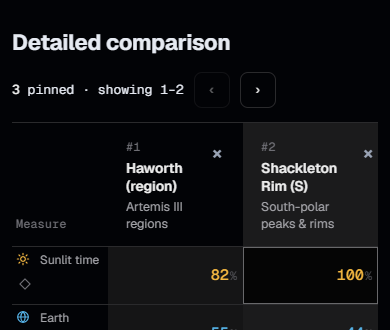 Detailed comparison
3 pinned · showing 1–2 ‹ ›
#1 × #2 ×
Haworth (region) Shackleton Rim (S)
Artemis III regions South-polar peaks & rims
Measure
Sunlit time 82% 100%
Earth